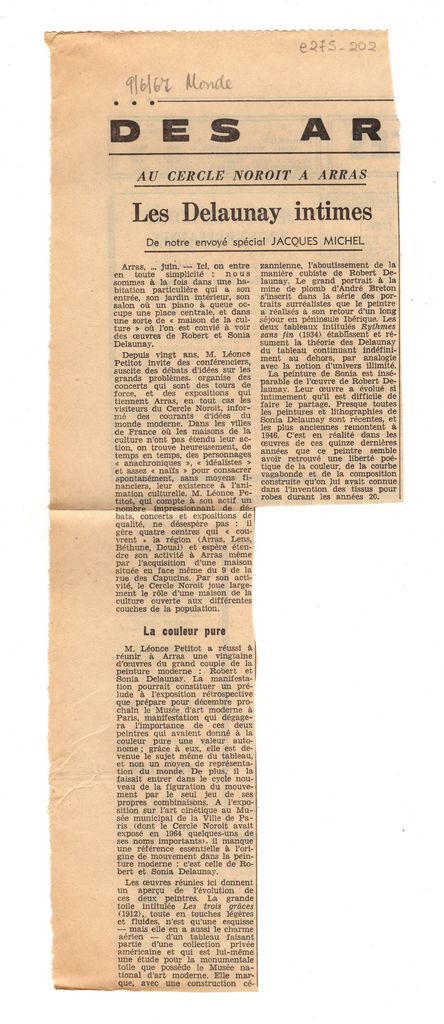 e275-202
9/6/67 Monde
DES AR
AU CERCLE NOROIT A ARRAS
Les Delaunay intimes
De notre envoyé spécial JACQUES MICHEL
Arras, ... juin. — Ici, on entre
en toute simplicité : nous
sommes à la fois dans une ha-
bitation particulière qui a son
entrée, son jardin intérieur, son
salon où un piano à queue oc-
cupe une place centrale, et dans
une sorte de « maison de la cul-
ture » où l'on est convié à voir
des œuvres de Robert et Sonia
Delaunay.
Depuis vingt ans, M. Léonce
Petitot invite des conférenciers,
suscite des débats d'idées sur les
grands problèmes, organise des
concerts qui sont des tours de
force, et des expositions qui
tiennent Arras, en tout cas les
visiteurs du Cercle Noroit, infor-
mé des courants d'idées du
monde moderne. Dans les villes
de France où les maisons de la
culture n'ont pas étendu leur ac-
tion, on trouve heureusement, de
temps en temps, des personnages
« anachroniques », « idéalistes »
et assez « naïfs » pour consacrer
spontanément, sans moyens fi-
nanciers, leur existence à l'ani-
mation culturelle. M. Léonce Pe-
titot, qui compte à son actif un
nombre impressionnant de dé-
bats, concerts et expositions de
qualité, ne désespère pas : il
gère quatre centres qui « cou-
vrent » la région (Arras, Lens,
Béthune, Douai) et espère éten-
dre son activité à Arras même
par l'acquisition d'une maison
située en face même du 9 de la
rue des Capucins. Par son acti-
vité, le Cercle Noroit joue large-
ment le rôle d'une maison de la
culture ouverte aux différentes
couches de la population.
La couleur pure
M. Léonce Petitot a réussi à
réunir à Arras une vingtaine
d'œuvres du grand couple de la
peinture moderne : Robert et
Sonia Delaunay. La manifesta-
tion pourrait constituer un pré-
lude à l'exposition rétrospective
que prépare pour décembre pro-
chain le Musée d'art moderne à
Paris, manifestation qui dégage-
ra l'importance de ces deux
peintres qui avaient donné à la
couleur pure une valeur auto-
nome ; grâce à eux, elle est de-
venue le sujet même du tableau,
et non un moyen de représenta-
tion du monde. De plus, il la
faisait entrer dans le cycle nou-
veau de la figuration du mouve-
ment par le seul jeu de ses
propres combinaisons. A l'expo-
sition sur l'art cinétique au Mu-
sée municipal de la Ville de Pa-
ris (dont le Cercle Noroit avait
exposé en 1964 quelques-uns de
ses noms importants), il manque
une référence essentielle à l'ori-
gine de mouvement dans la pein-
ture moderne : c'est celle de Ro-
bert et Sonia Delaunay.
Les œuvres réunies ici donnent
un aperçu de l'évolution de
ces deux peintres. La grande
toile intitulée Les trois grâces
(1912), toute en touches légères
et fluides, n'est qu'une esquisse
— mais elle en a aussi le charme
aérien — d'un tableau faisant
partie d'une collection privée
américaine et qui est lui-même
une étude pour la monumentale
toile que possède le Musée natio-
nal d'art moderne. Elle mar-
que, avec une construction cé-
zannienne, l'aboutissement de la
manière cubiste de Robert De-
launay. Le grand portrait à la
mine de plomb d'André Breton
s'inscrit dans la série des por-
traits surréalistes que le peintre
a réalisés à son retour d'un long
séjour en péninsule Ibérique. Les
deux tableaux intitulés Rythmes
sans fin (1934) établissent et ré-
sument la théorie des Delaunay
du tableau continuant indéfini-
ment au dehors, par analogie
avec la notion d'univers illimité.
La peinture de Sonia est insé-
parable de l'œuvre de Robert De-
launay. Leur œuvre a évolué si
intimement qu'il est difficile de
faire le partage. Presque toutes
les peintures et lithographies de
Sonia Delaunay sont récentes, et
les plus anciennes remontent à
1946. C'est en réalité dans les
œuvres de ces quinze dernières
années que ce peintre semble
avoir retrouvé une liberté poé-
tique de la couleur, de la courbe
vagabonde et de la composition
construite qu'on lui avait connue
dans l'invention des tissus pour
robes durant les années 20.